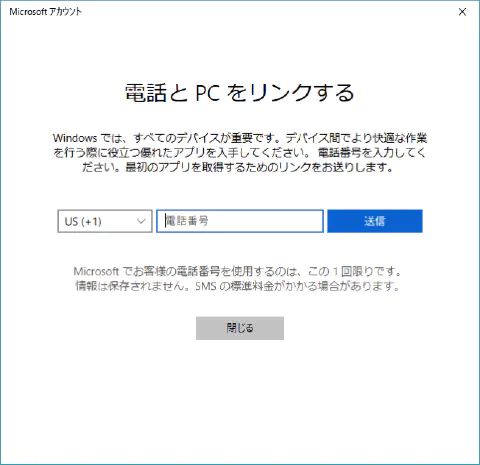 Microsoft アカウント
電話と PC をリンクする
Windows では、すべてのデバイスが重要です。デバイス間でより快適な作業
を行う際に役立つ優れたアプリを入手してください。 電話番号を入力してく
ださい。最初のアプリを取得するためのリンクをお送りします。
US (+1) 電話番号 送信
Microsoft でお客様の電話番号を使用するのは、この 1 回限りです。
情報は保存されません。SMS の標準料金がかかる場合があります。
閉じる